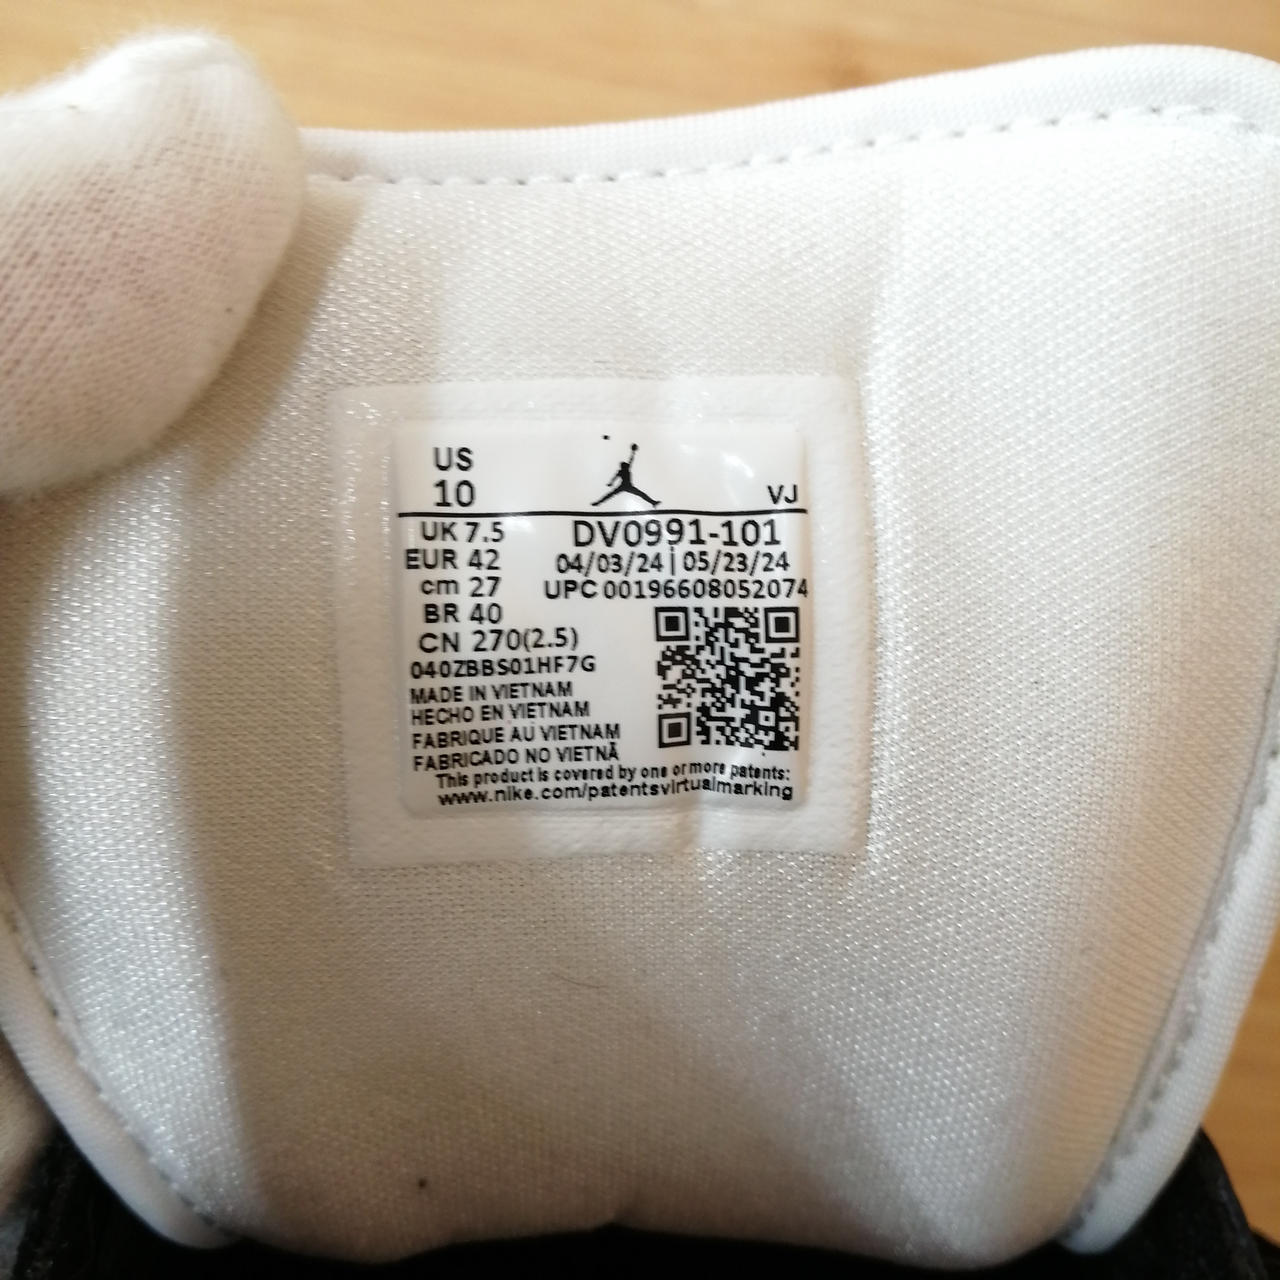 US
10
VJ
UK 7.5
DV0991-101
EUR 42
04/03/24 | 05/23/24
cm 27
UPC 00196608052074
BR 40
CN 270(2.5)
040ZBBS01HF7G
MADE IN VIETNAM
HECHO EN VIETNAM
FABRIQUE AU VIETNAM
FABRICADO NO VIETNÃ
This product is covered by one or more patents:
www.nike.com/patentsvirtualmarking